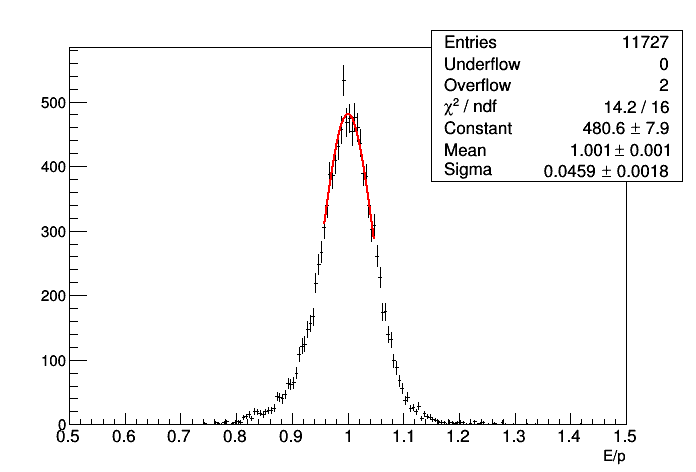 Entries 11727
Underflow 0
Overflow 2
χ² / ndf 14.2 / 16
Constant 480.6 ± 7.9
Mean 1.001 ± 0.001
Sigma 0.0459 ± 0.0018
500
400
300
200
100
0
0.5 0.6 0.7 0.8 0.9 1 1.1 1.2 1.3 1.4 1.5
E/p